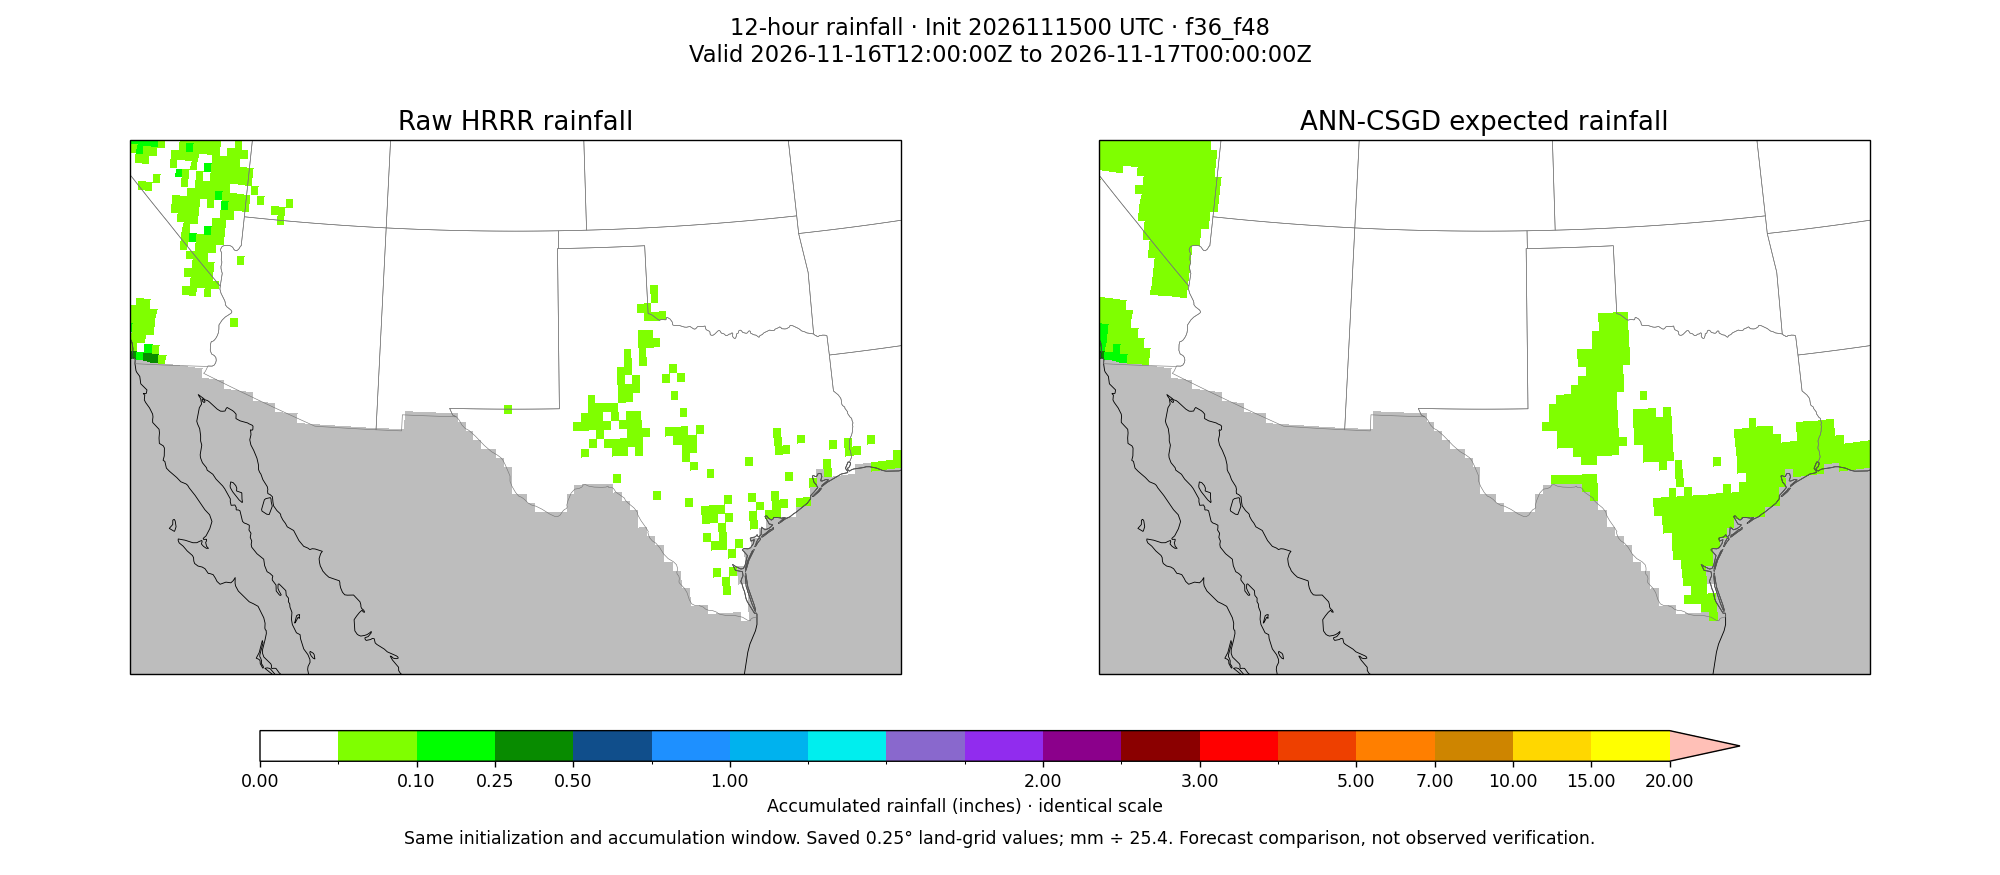 12-hour rainfall · Init 2026111500 UTC · f36_f48
Valid 2026-11-16T12:00:00Z to 2026-11-17T00:00:00Z
Raw HRRR rainfall
ANN-CSGD expected rainfall
0.00 0.10 0.25 0.50 1.00 2.00 3.00 5.00 7.00 10.00 15.00 20.00
Accumulated rainfall (inches) · identical scale
Same initialization and accumulation window. Saved 0.25° land-grid values; mm ÷ 25.4. Forecast comparison, not observed verification.